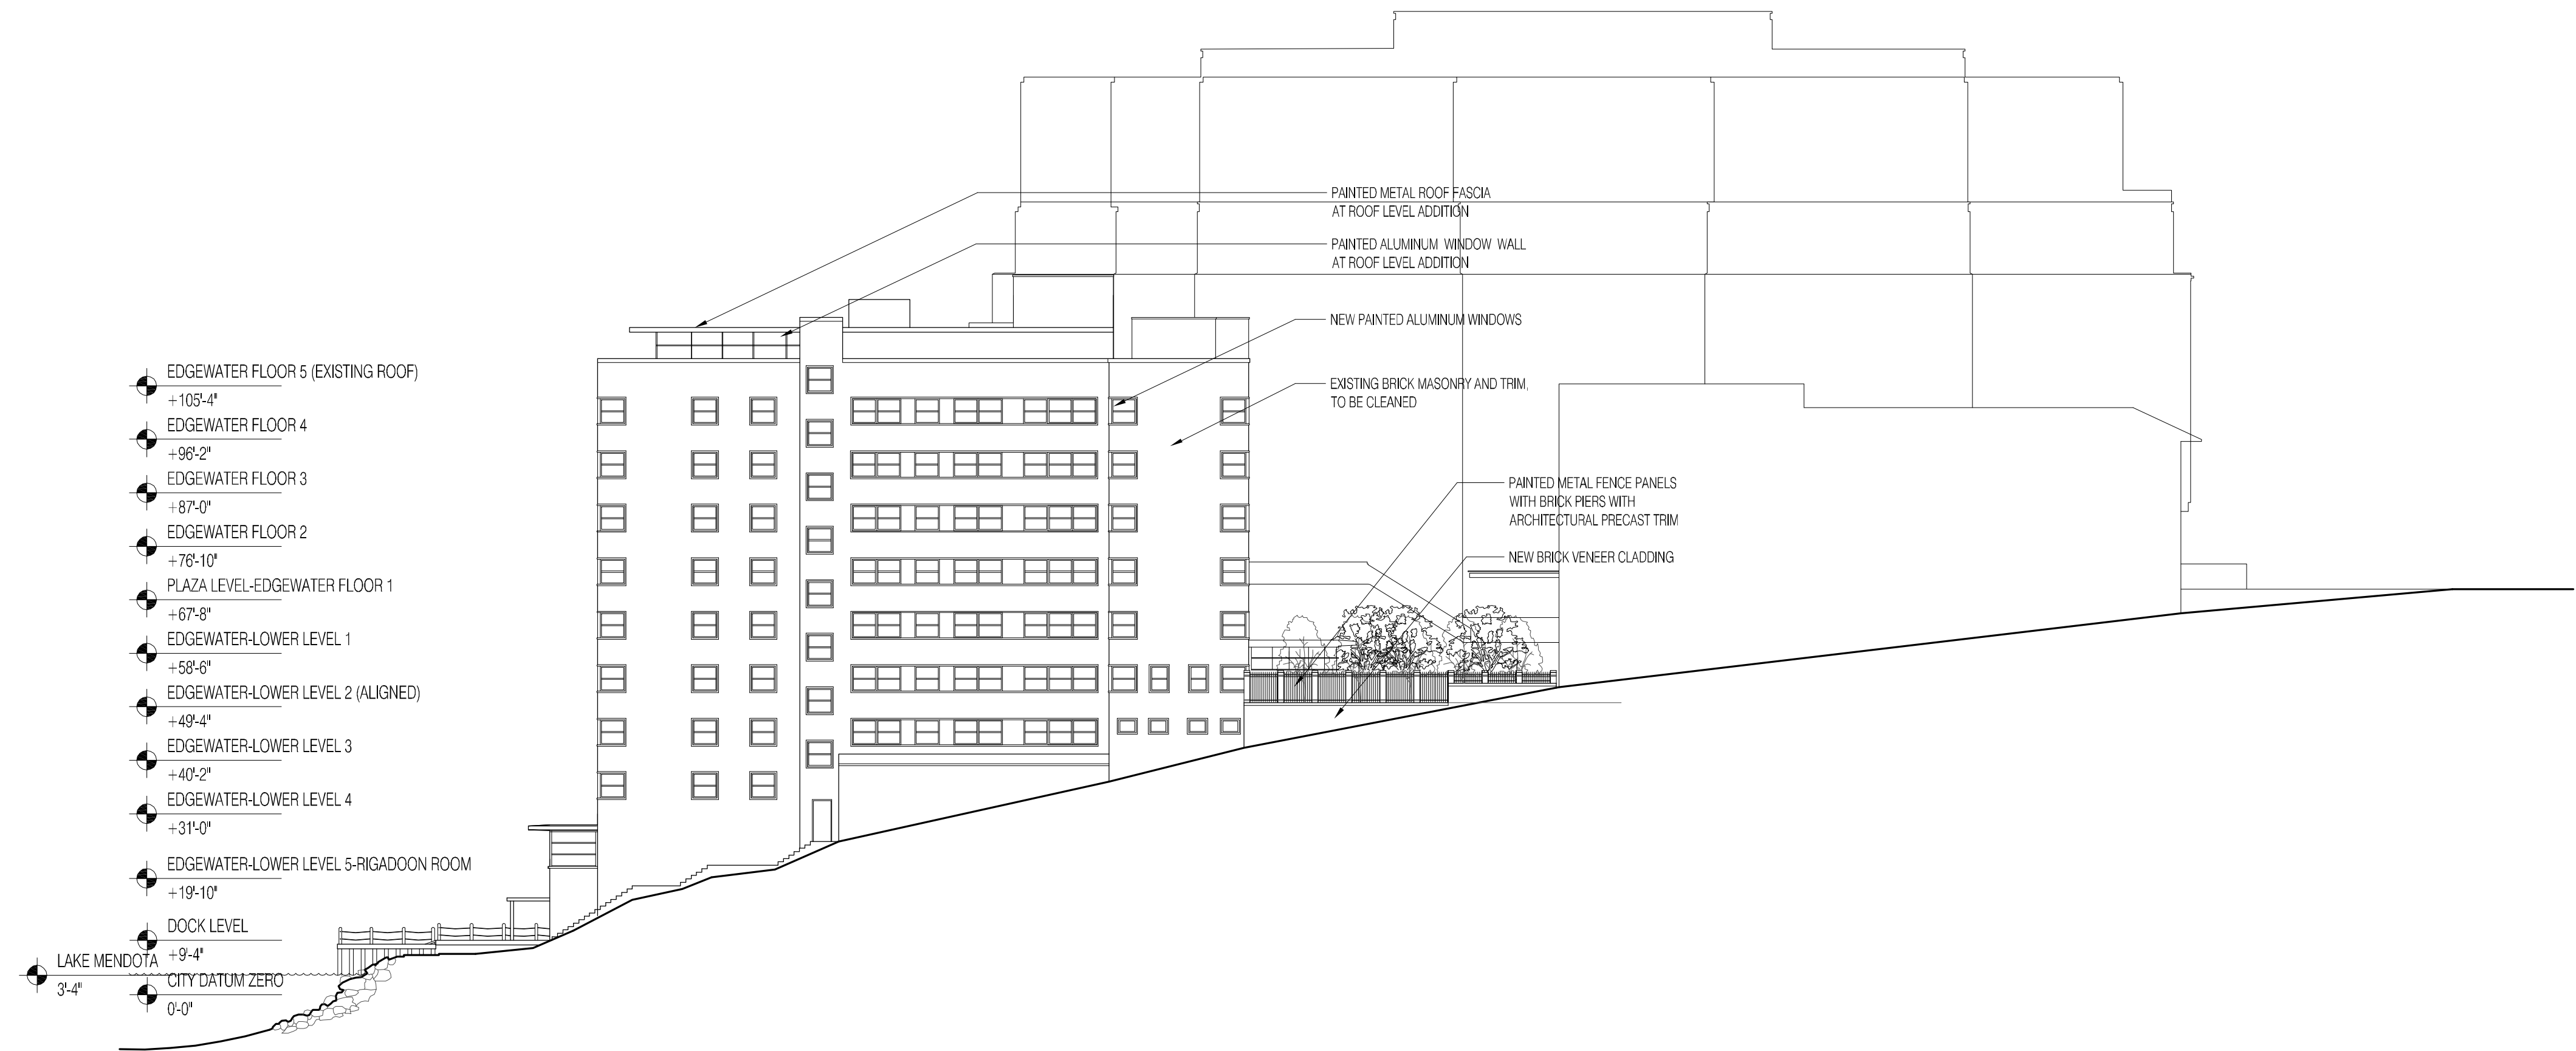 PAINTED METAL ROOF FASCIA
AT ROOF LEVEL ADDITION
PAINTED ALUMINUM WINDOW WALL
AT ROOF LEVEL ADDITION
NEW PAINTED ALUMINUM WINDOWS
EXISTING BRICK MASONRY AND TRIM,
TO BE CLEANED
PAINTED METAL FENCE PANELS
WITH BRICK PIERS WITH
ARCHITECTURAL PRECAST TRIM
NEW BRICK VENEER CLADDING
EDGEWATER FLOOR 5 (EXISTING ROOF)
+105'-4"
EDGEWATER FLOOR 4
+96'-2"
EDGEWATER FLOOR 3
+87'-0"
EDGEWATER FLOOR 2
+76'-10"
PLAZA LEVEL-EDGEWATER FLOOR 1
+67'-8"
EDGEWATER-LOWER LEVEL 1
+58'-6"
EDGEWATER-LOWER LEVEL 2 (ALIGNED)
+49'-4"
EDGEWATER-LOWER LEVEL 3
+40'-2"
EDGEWATER-LOWER LEVEL 4
+31'-0"
EDGEWATER-LOWER LEVEL 5-RIGADOON ROOM
+19'-10"
DOCK LEVEL
+9'-4"
LAKE MENDOTA
3'-4"
CITY DATUM ZERO
0'-0"